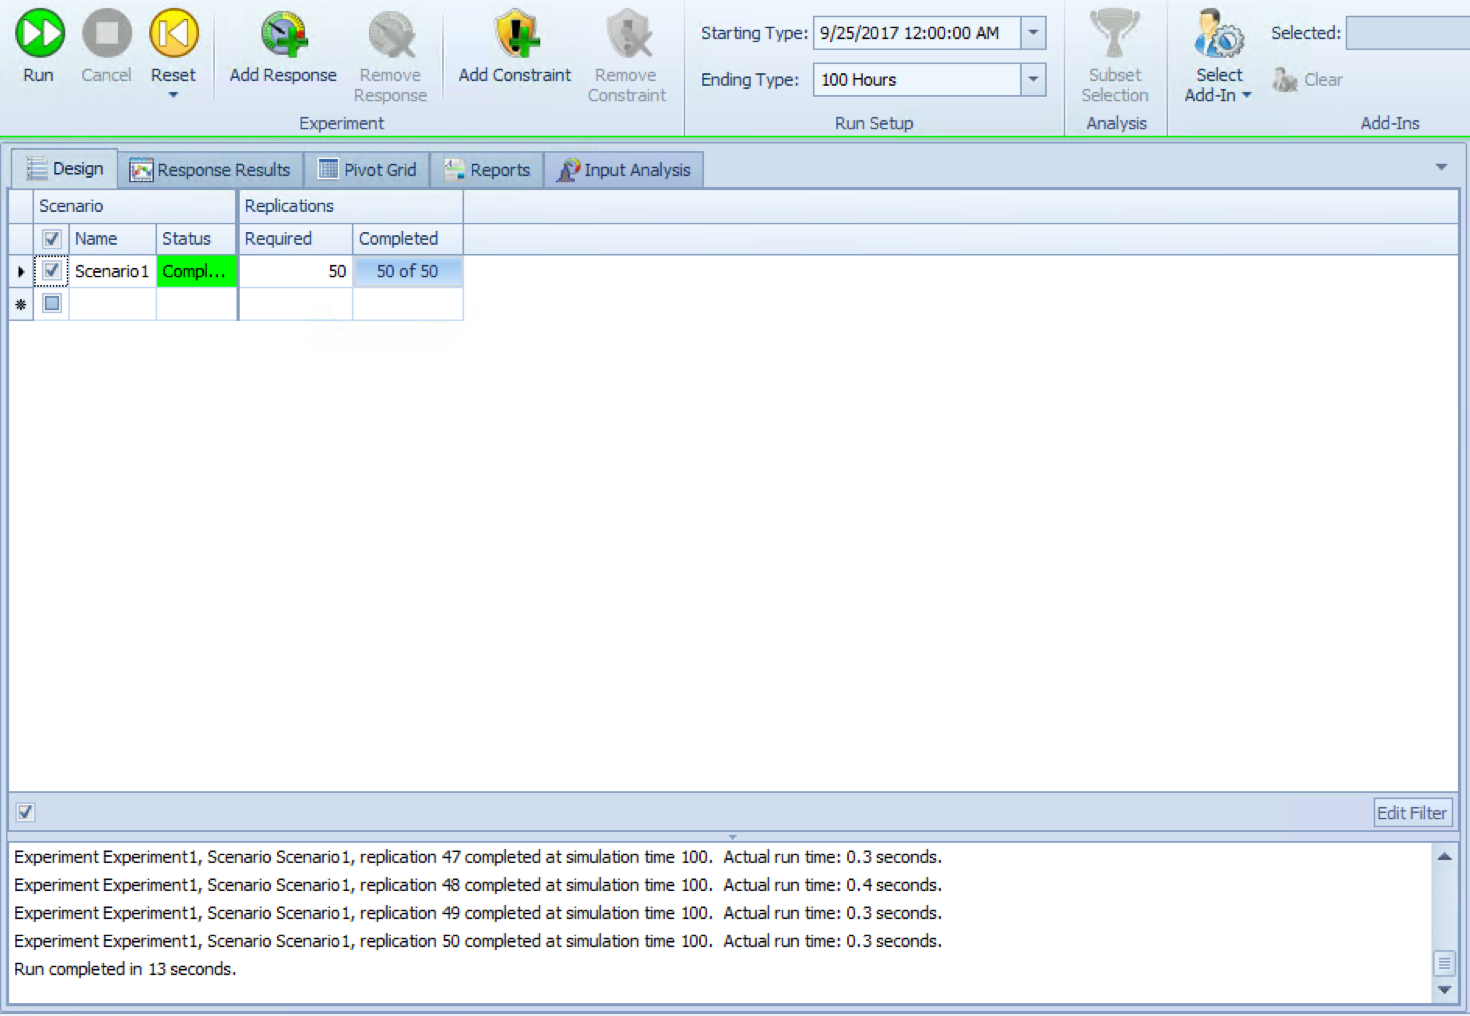 Run
Cancel
Reset
Add Response
Remove
Response
Add Constraint
Remove
Constraint
Experiment
Starting Type: 9/25/2017 12:00:00 AM
Ending Type: 100 Hours
Run Setup
Subset
Selection
Analysis
Select
Add-In
Selected:
Clear
Add-Ins
Design
Response Results
Pivot Grid
Reports
Input Analysis
Scenario
Replications
Name
Status
Required
Completed
Scenario1
Compl...
50
50 of 50
Edit Filter
Experiment Experiment1, Scenario Scenario1, replication 47 completed at simulation time 100. Actual run time: 0.3 seconds.
Experiment Experiment1, Scenario Scenario1, replication 48 completed at simulation time 100. Actual run time: 0.4 seconds.
Experiment Experiment1, Scenario Scenario1, replication 49 completed at simulation time 100. Actual run time: 0.3 seconds.
Experiment Experiment1, Scenario Scenario1, replication 50 completed at simulation time 100. Actual run time: 0.3 seconds.
Run completed in 13 seconds.